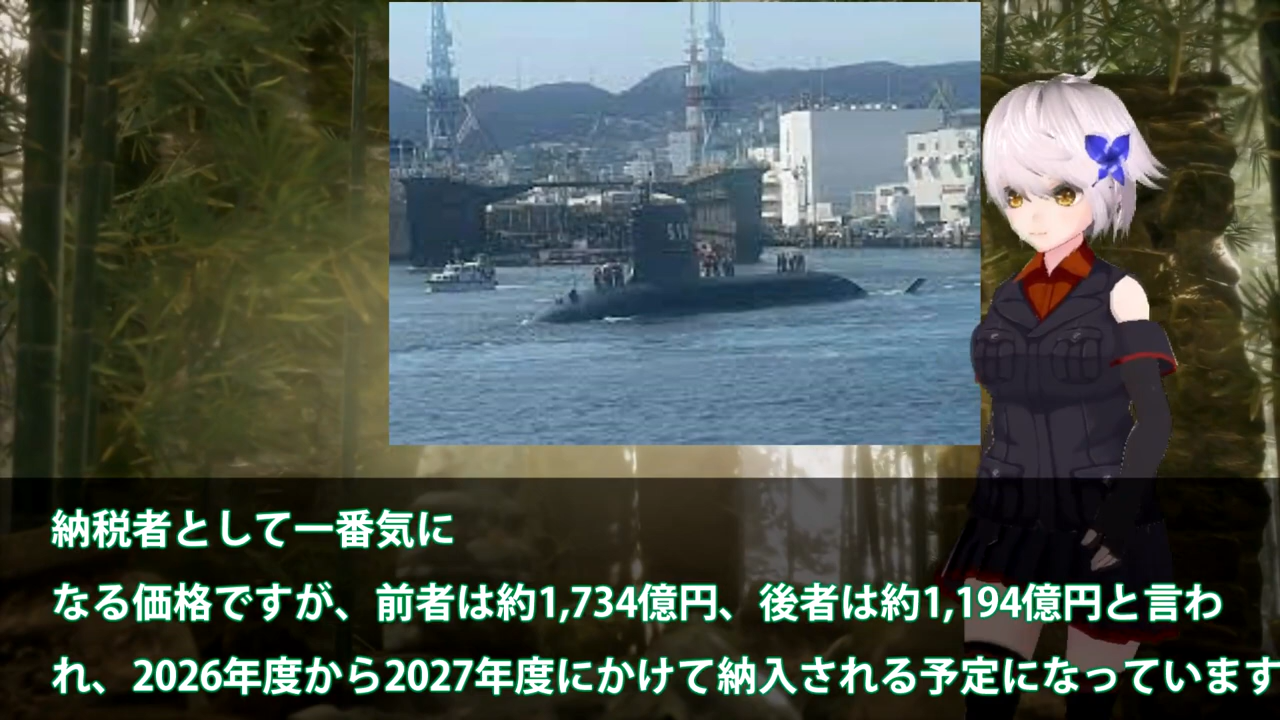 納税者として一番気に
なる価格ですが、前者は約1,734億円、後者は約1,194億円と言わ
れ、2026年度から2027年度にかけて納入される予定になっています